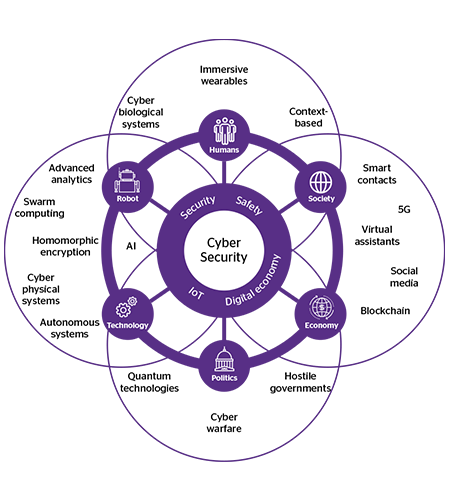 Immersive
wearables
Cyber
biological
systems
Context-
based
Humans
Advanced
analytics
Robot
Society
Smart
contacts
Swarm
computing
Security
Safety
5G
Homomorphic
encryption
AI
Cyber
Security
Virtual
assistants
Cyber
physical
systems
IoT
Digital economy
Social
media
Autonomous
systems
Technology
Economy
Blockchain
Quantum
technologies
Politics
Hostile
governments
Cyber
warfare